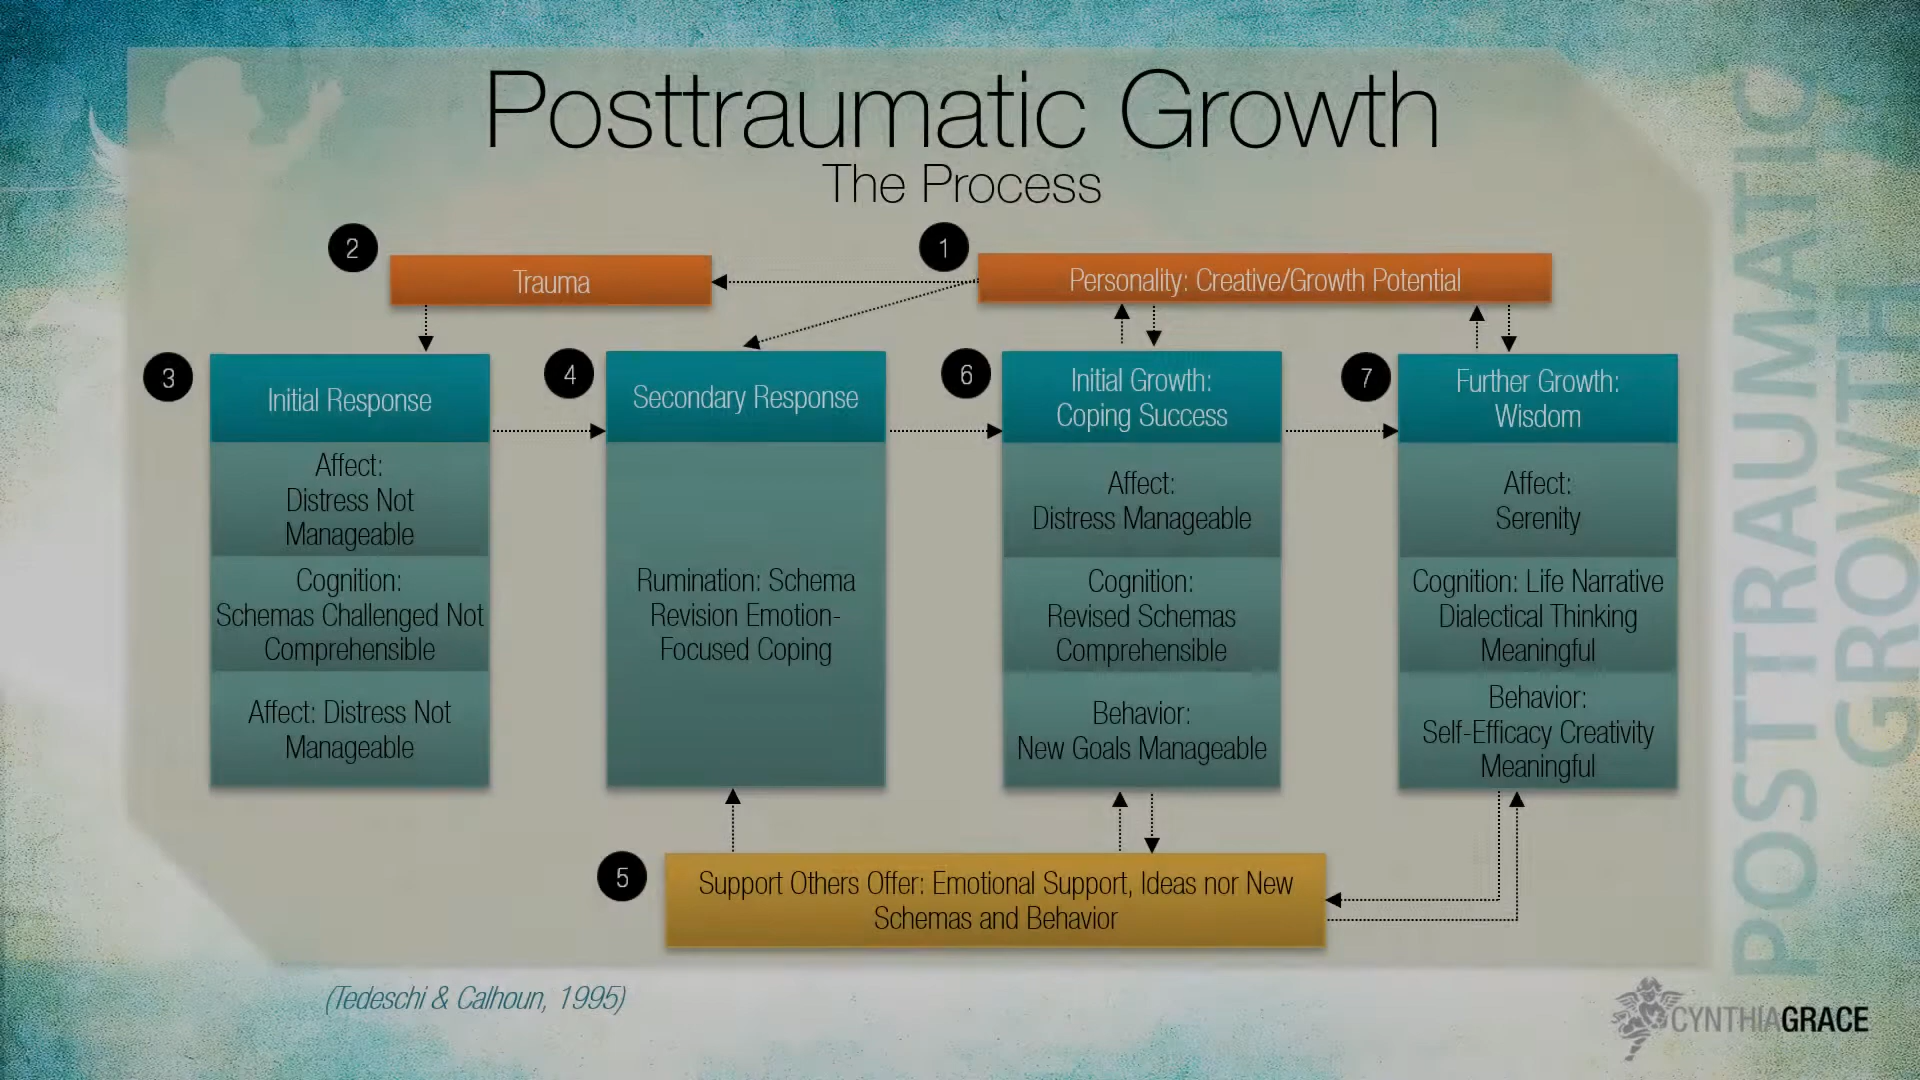 Posttraumatic Growth
The Process
2
Trauma
1
Personality: Creative/Growth Potential
3
Initial Response
Affect:
Distress Not
Manageable
Cognition:
Schemas Challenged Not
Comprehensible
Affect: Distress Not
Manageable
4
Secondary Response
Rumination: Schema
Revision Emotion-
Focused Coping
6
Initial Growth:
Coping Success
Affect:
Distress Manageable
Cognition:
Revised Schemas
Comprehensible
Behavior:
New Goals Manageable
7
Further Growth:
Wisdom
Affect:
Serenity
Cognition: Life Narrative
Dialectical Thinking
Meaningful
Behavior:
Self-Efficacy Creativity
Meaningful
5
Support Others Offer: Emotional Support, Ideas nor New
Schemas and Behavior
(Tedeschi & Calhoun, 1995)
POSTTRAUMATIC
GROWTH
CYNTHIAGRACE